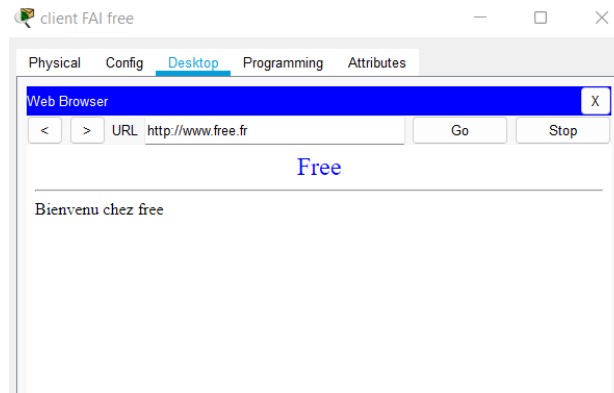 client FAI free
Physical Config Desktop Programming Attributes
Web Browser X
< > URL http://www.free.fr Go Stop
Free
Bienvenu chez free